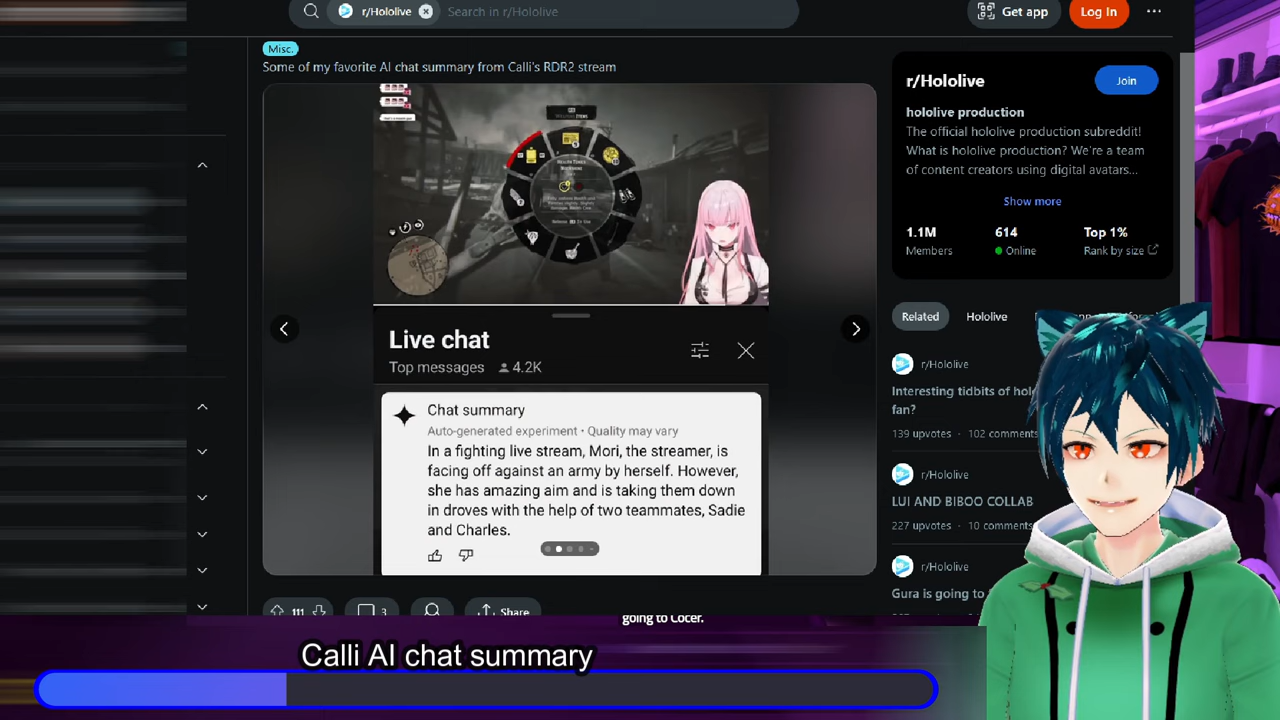 r/Hololive
Search in r/Hololive
Get app
Log In
Misc.
Some of my favorite AI chat summary from Calli's RDR2 stream
Live chat
Top messages 4.2K
Chat summary
Auto-generated experiment • Quality may vary
In a fighting live stream, Mori, the streamer, is
facing off against an army by herself. However,
she has amazing aim and is taking them down
in droves with the help of two teammates, Sadie
and Charles.
111
3
Share
going to Cocer.
r/Hololive
Join
hololive production
The official hololive production subreddit!
What is hololive production? We're a team
of content creators using digital avatars...
Show more
1.1M
614
Top 1%
Members
Online
Rank by size
Related
Hololive
r/Hololive
Interesting tidbits of
fan?
139 upvotes · 102 comments
r/Hololive
LUI AND BIBOO COLLAB
227 upvotes · 10 comments
r/Hololive
Gura is going to
Calli AI chat summary